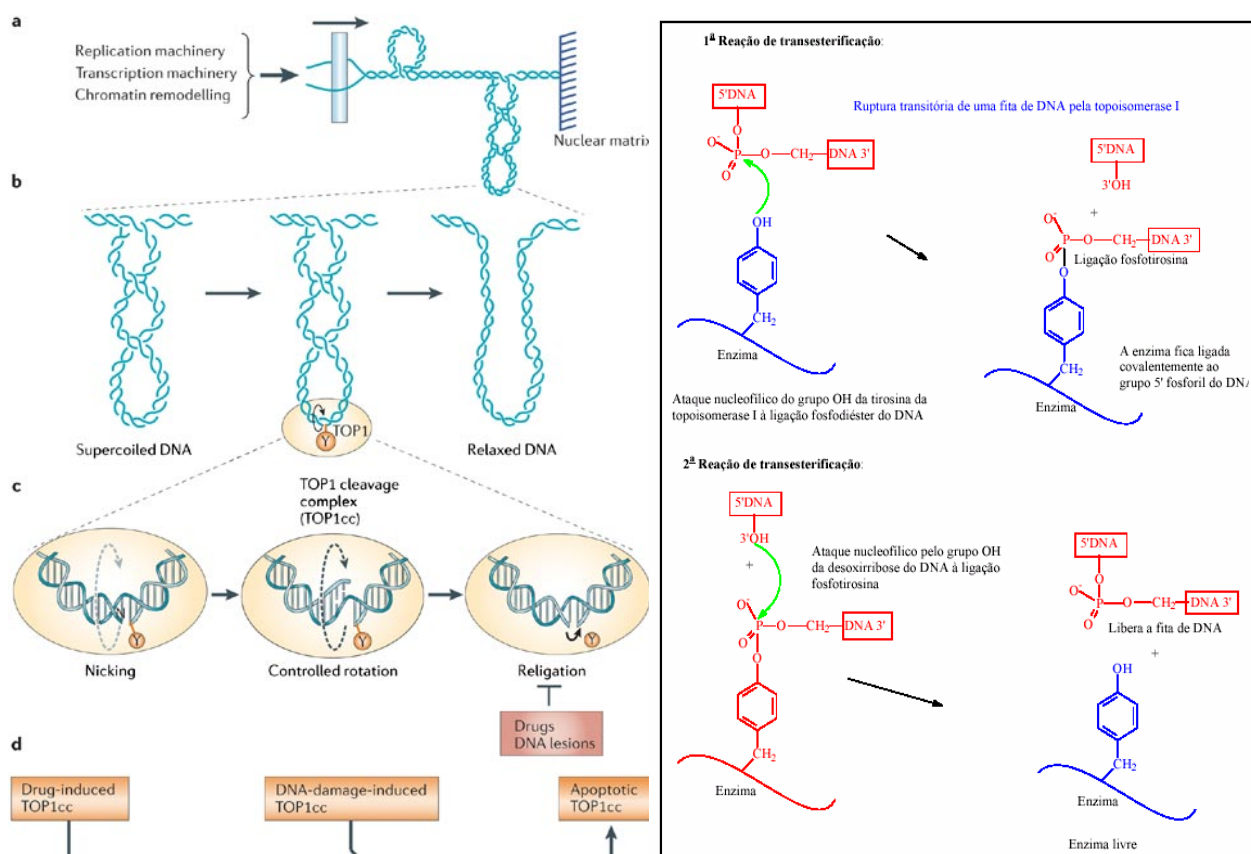 a
Replication machinery
Transcription machinery
Chromatin remodelling
Nuclear matrix
b
TOP1
Y
Supercoiled DNA
Relaxed DNA
TOP1 cleavage
complex
(TOP1cc)
c
N
Y
Y
Y
Nicking
Controlled rotation
Religation
Drugs
DNA lesions
d
Drug-induced
TOP1cc
DNA-damage-induced
TOP1cc
Apoptotic
TOP1cc
1ª Reação de transesterificação:
Ruptura transitória de uma fita de DNA pela topoisomerase I
5'DNA
O
O-
P
O
CH2
DNA 3'
O
OH
CH2
Enzima
Ataque nucleofílico do grupo OH da tirosina da
topoisomerase I à ligação fosfodiéster do DNA
5'DNA
3'OH
+
O-
P
O
CH2
DNA 3'
O
Ligação fosfotirosina
O
CH2
Enzima
A enzima fica ligada
covalentemente ao
grupo 5' fosforil do DNA
2ª Reação de transesterificação:
5'DNA
3'OH
+
Ataque nucleofílico pelo grupo OH
da desoxirribose do DNA à ligação
fosfotirosina
O-
P
O
CH2
DNA 3'
O
O
CH2
Enzima
5'DNA
O
O-
P
O
CH2
DNA 3'
O
Libera a fita de DNA
+
OH
CH2
Enzima
Enzima livre